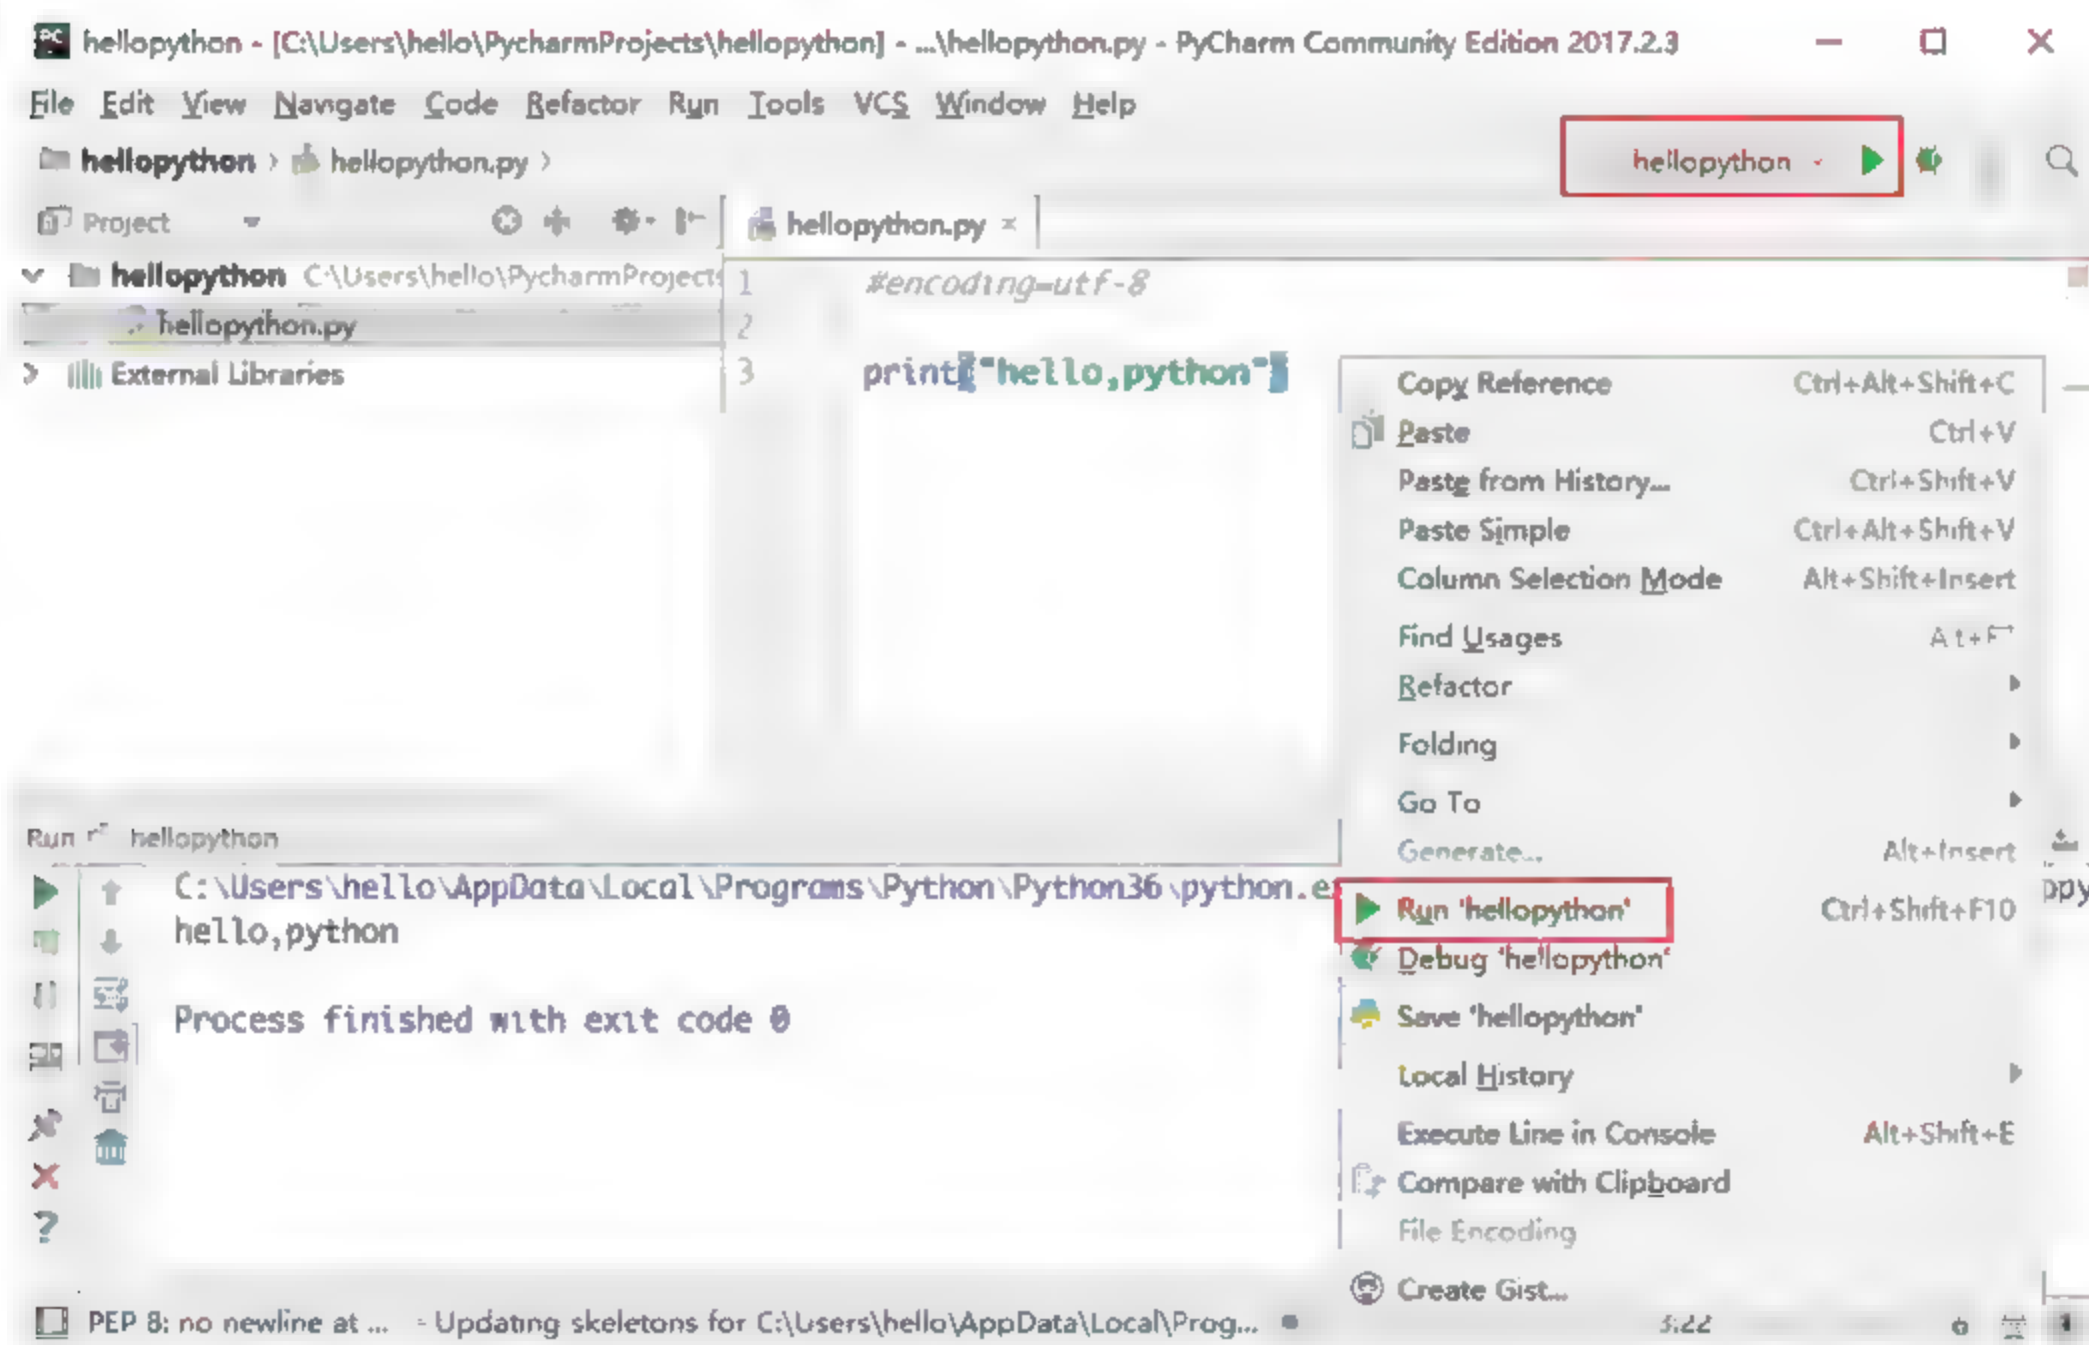 hellopython - [C:\Users\hello\PycharmProjects\hellopython] - ...\hellopython.py - PyCharm Community Edition 2017.2.3
File Edit View Navigate Code Refactor Run Tools VCS Window Help
hellopython hellopython.py
hellopython
Project
hellopython.py
hellopython C:\Users\hello\PycharmProjects
hellopython.py
External Libraries
1 #encoding=utf-8
2
3 print("hello,python")
Copy Reference Ctrl+Alt+Shift+C
Paste Ctrl+V
Paste from History... Ctrl+Shift+V
Paste Simple Ctrl+Alt+Shift+V
Column Selection Mode Alt+Shift+Insert
Find Usages
Refactor
Folding
Go To
Generate... Alt+Insert
Run 'hellopython' Ctrl+Shift+F10
Debug 'hellopython'
Save 'hellopython'
Local History
Execute Line in Console Alt+Shift+E
Compare with Clipboard
File Encoding
Create Gist...
Run hellopython
C:\Users\hello\AppData\Local\Programs\Python\Python36\python.e
ppy
hello,python
Process finished with exit code 0
PEP 8: no newline at ... - Updating skeletons for C:\Users\hello\AppData\Local\Prog... 3:22